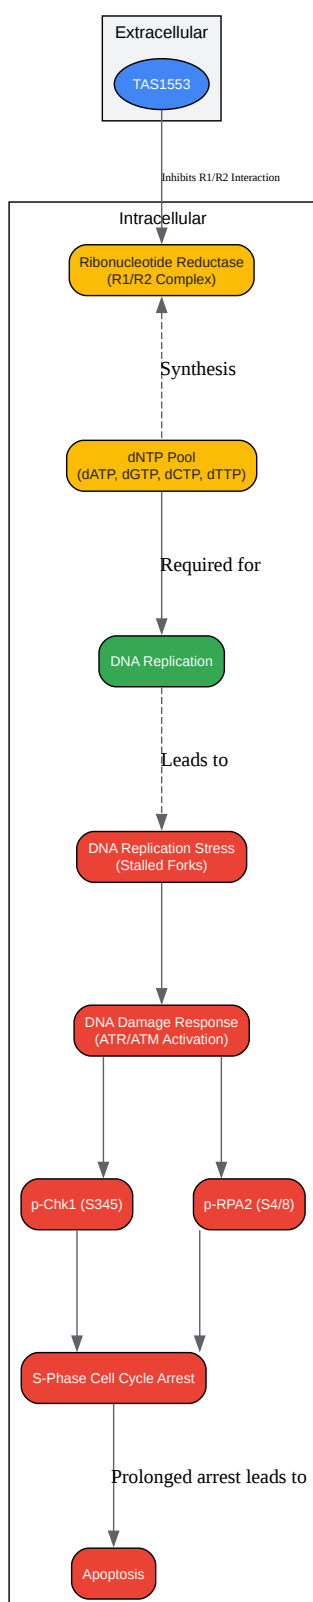 Extracellular
TAS1553
Inhibits R1/R2 Interaction
Intracellular
Ribonucleotide Reductase
(R1/R2 Complex)
Synthesis
dNTP Pool
(dATP, dGTP, dCTP, dTTP)
Required for
DNA Replication
Leads to
DNA Replication Stress
(Stalled Forks)
DNA Damage Response
(ATR/ATM Activation)
p-Chk1 (S345)
p-RPA2 (S4/8)
S-Phase Cell Cycle Arrest
Prolonged arrest leads to
Apoptosis